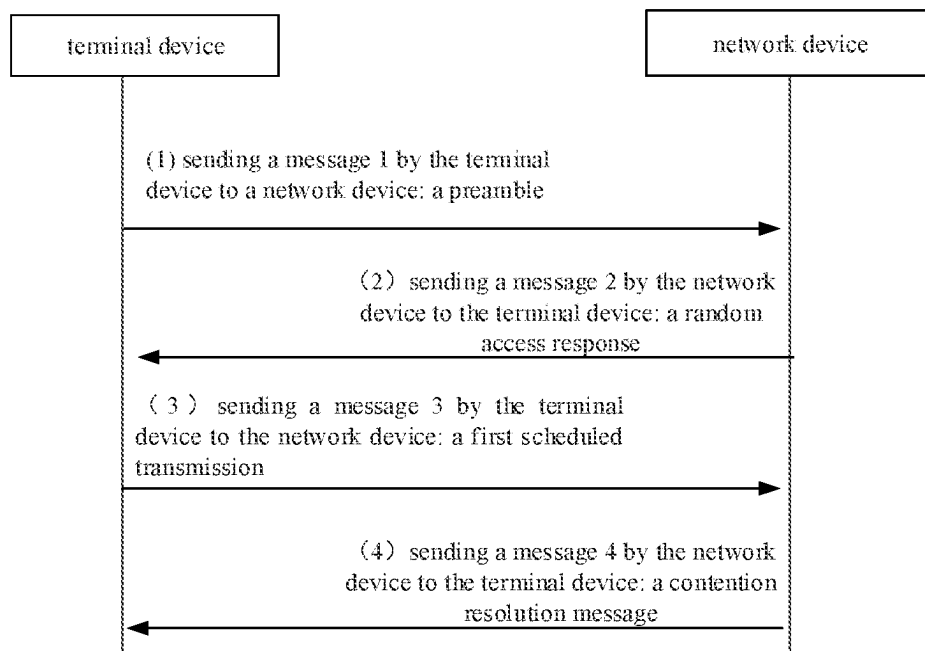 terminal device
network device
(1) sending a message 1 by the terminal
device to a network device: a preamble
（2）sending a message 2 by the network
device to the terminal device: a random
access response
（3）sending a message 3 by the terminal
device to the network device: a first scheduled
transmission
（4）sending a message 4 by the network
device to the terminal device: a contention
resolution message